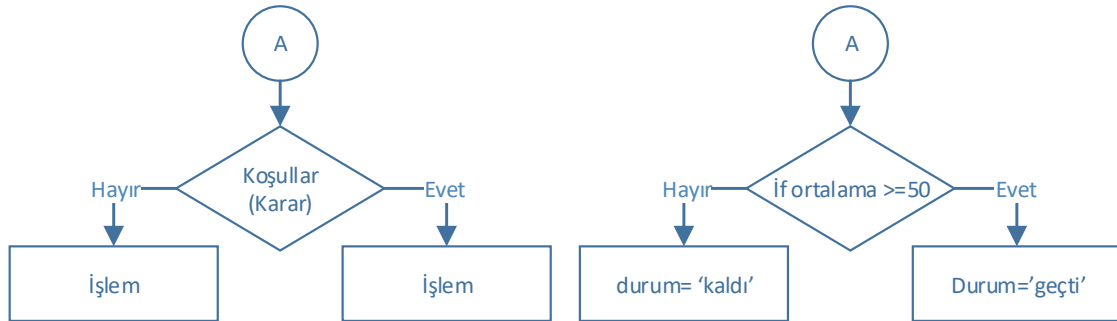 A
Koşullar
(Karar)
Hayır
Evet
İşlem
İşlem
A
İf ortalama >=50
Hayır
Evet
durum= ‘kaldı’
Durum=’geçti’